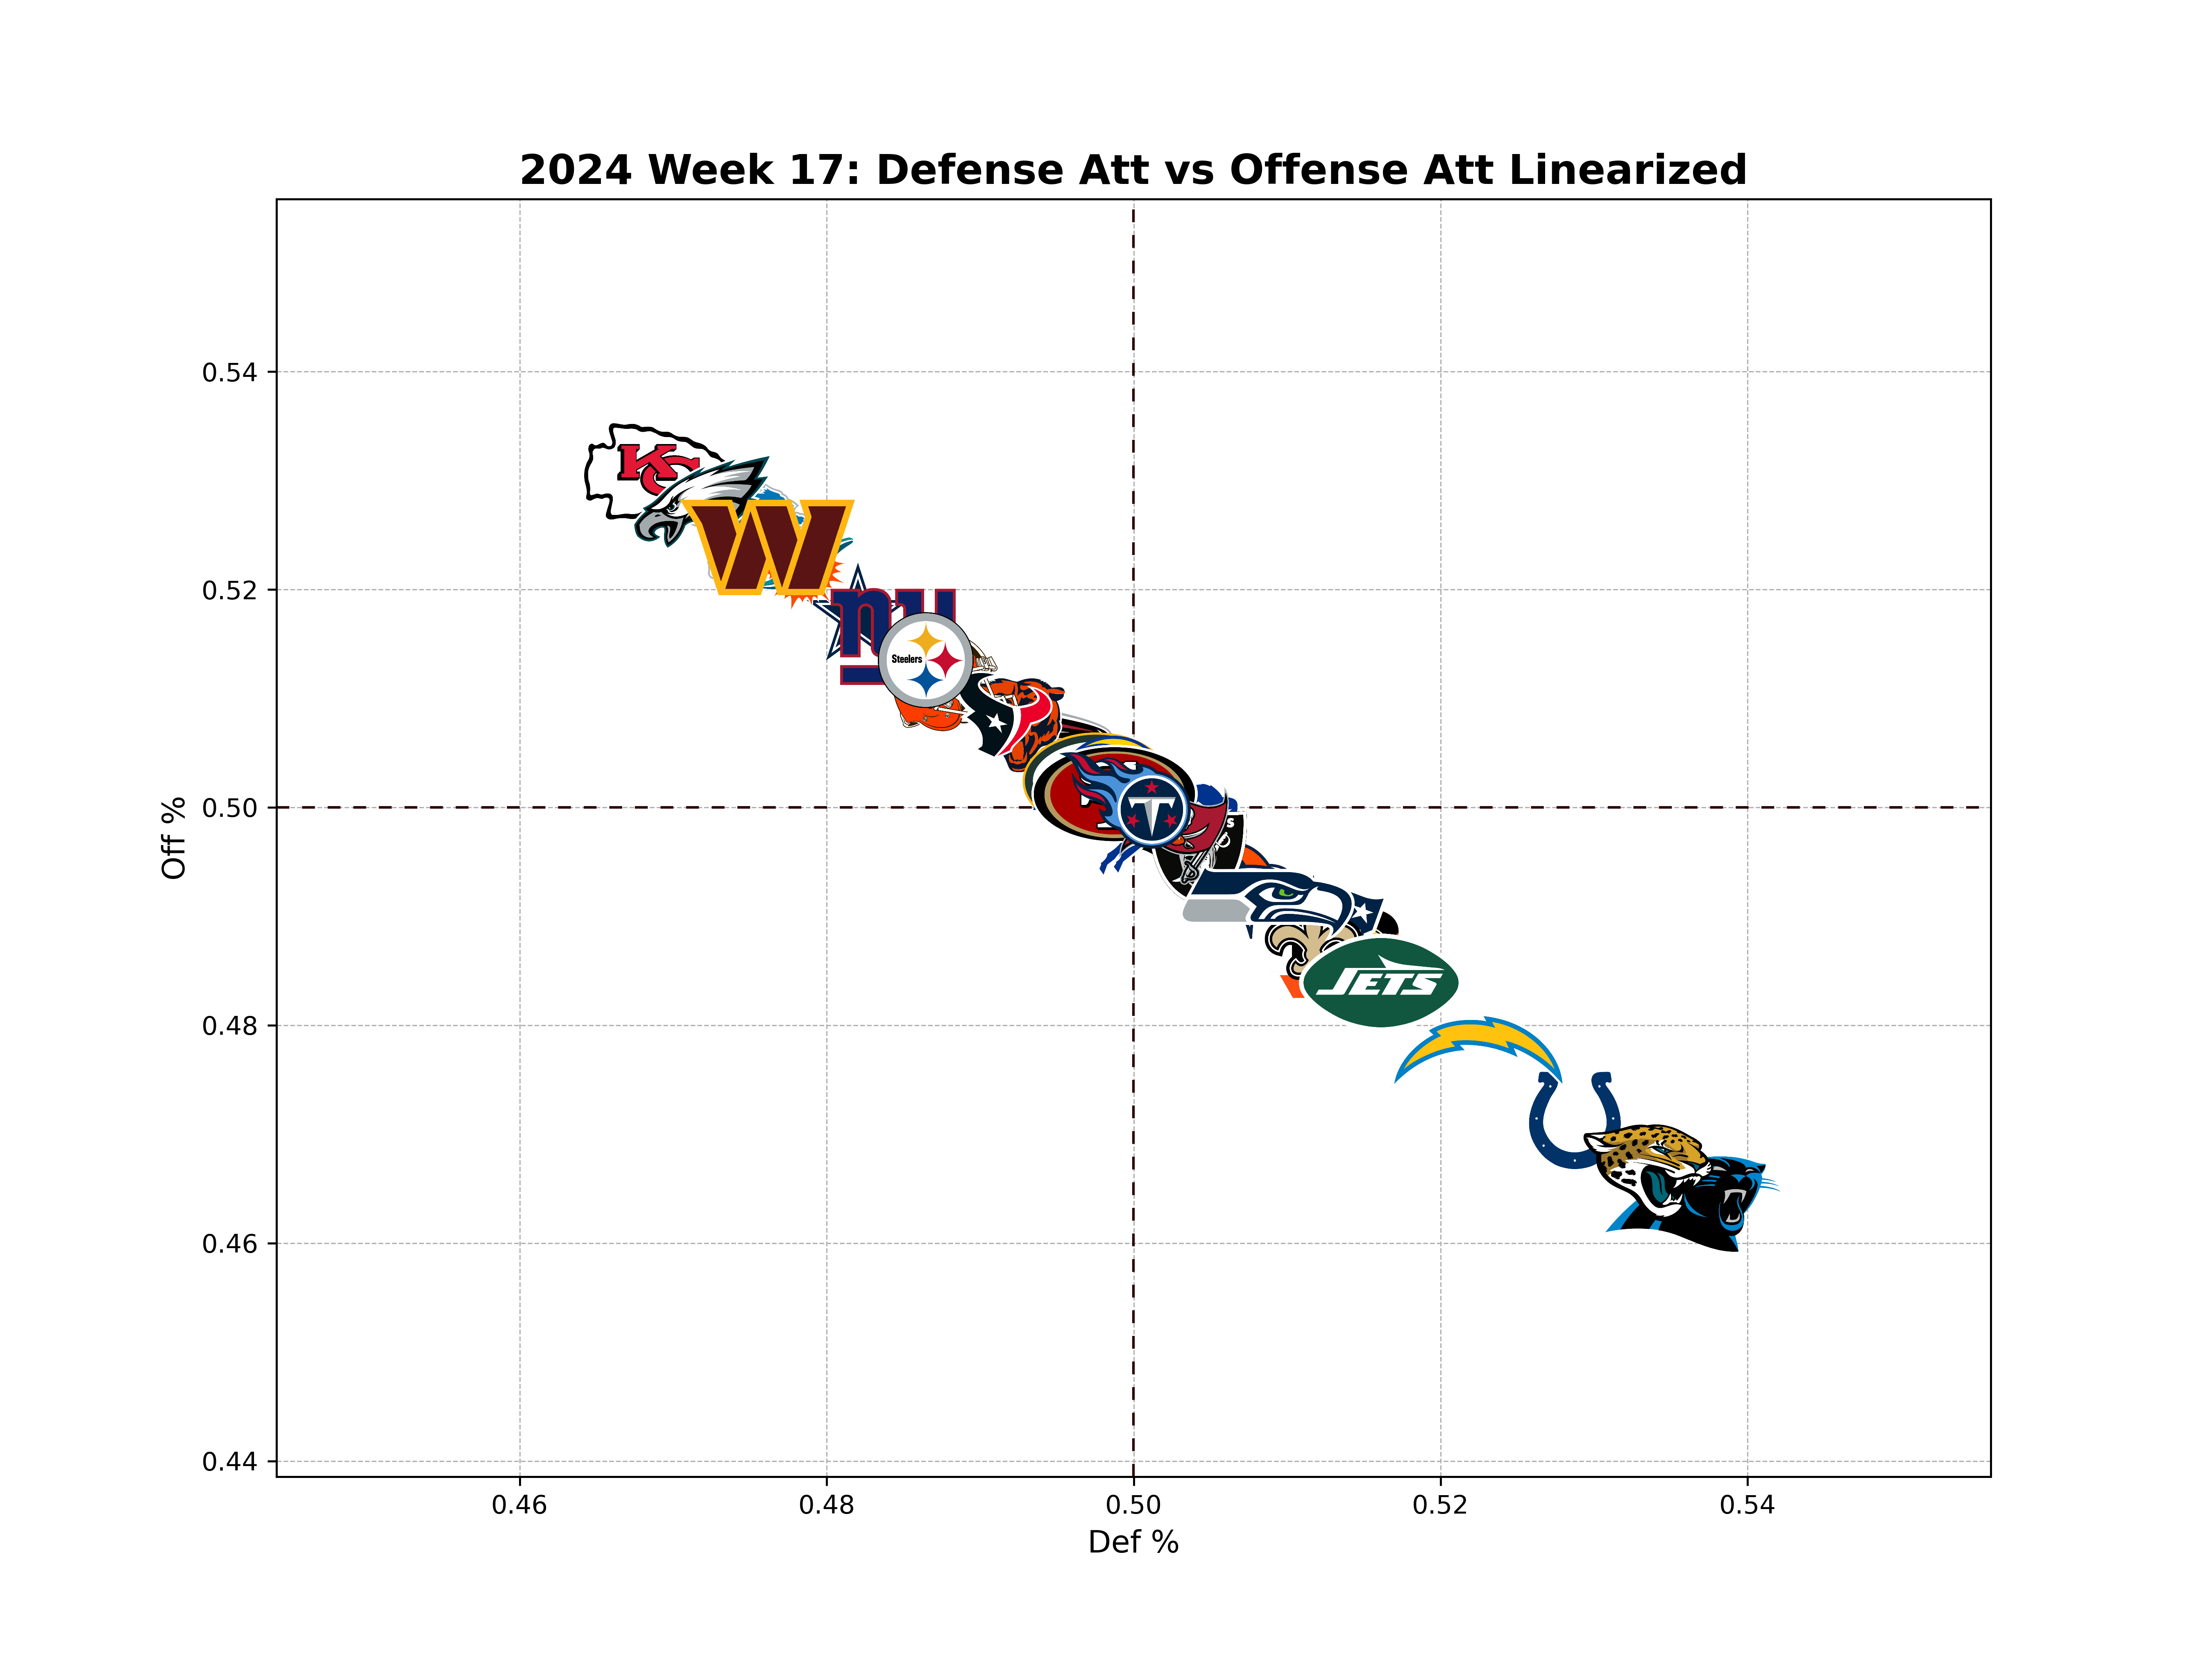 2024 Week 17: Defense Att vs Offense Att Linearized
Off %
0.54
0.52
0.50
0.48
0.46
0.44
0.46
0.48
0.50
0.52
0.54
Def %
KC
W
ny
Steelers
T
JETS